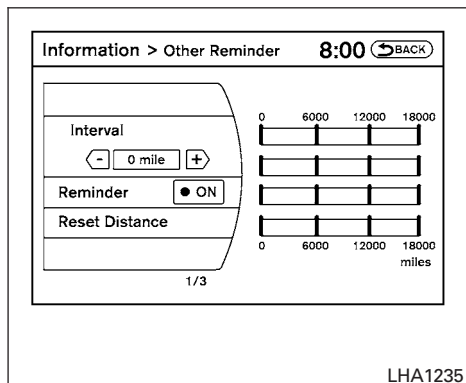 Information > Other Reminder 8:00 BACK
0 6000 12000 18000
Interval
- 0 mile +
Reminder ON
Reset Distance
0 6000 12000 18000
miles
1/3
LHA1235